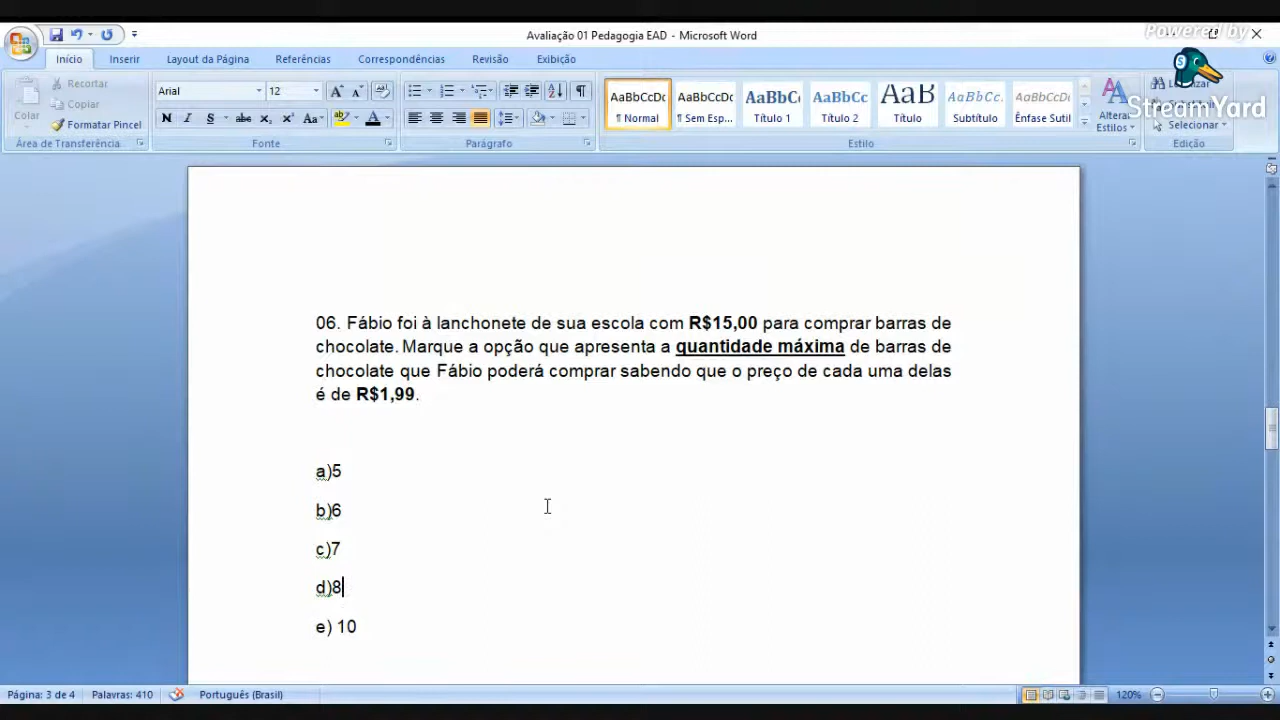 Powered by
Avaliação 01 Pedagogia EAD - Microsoft Word
Início Inserir Layout da Página Referências Correspondências Revisão Exibição
StreamYard
Colar
Recortar
Copiar
Formatar Pincel
Área de Transferência
Arial 12
N I S abc x₂ x² Aa
Fonte
Parágrafo
AaBbCcDc AaBbCcDc AaBbC AaBbCc AaB AaBbCc. AaBbCcDc
¶ Normal ¶ Sem Esp... Título 1 Título 2 Título Subtítulo Ênfase Sutil
Alterar Estilos
Estilo
Selecionar
Edição
06. Fábio foi à lanchonete de sua escola com R$15,00 para comprar barras de
chocolate. Marque a opção que apresenta a quantidade máxima de barras de
chocolate que Fábio poderá comprar sabendo que o preço de cada uma delas
é de R$1,99.
a)5
b)6
c)7
d)8
e) 10
Página: 3 de 4 Palavras: 410 Português (Brasil) 120%